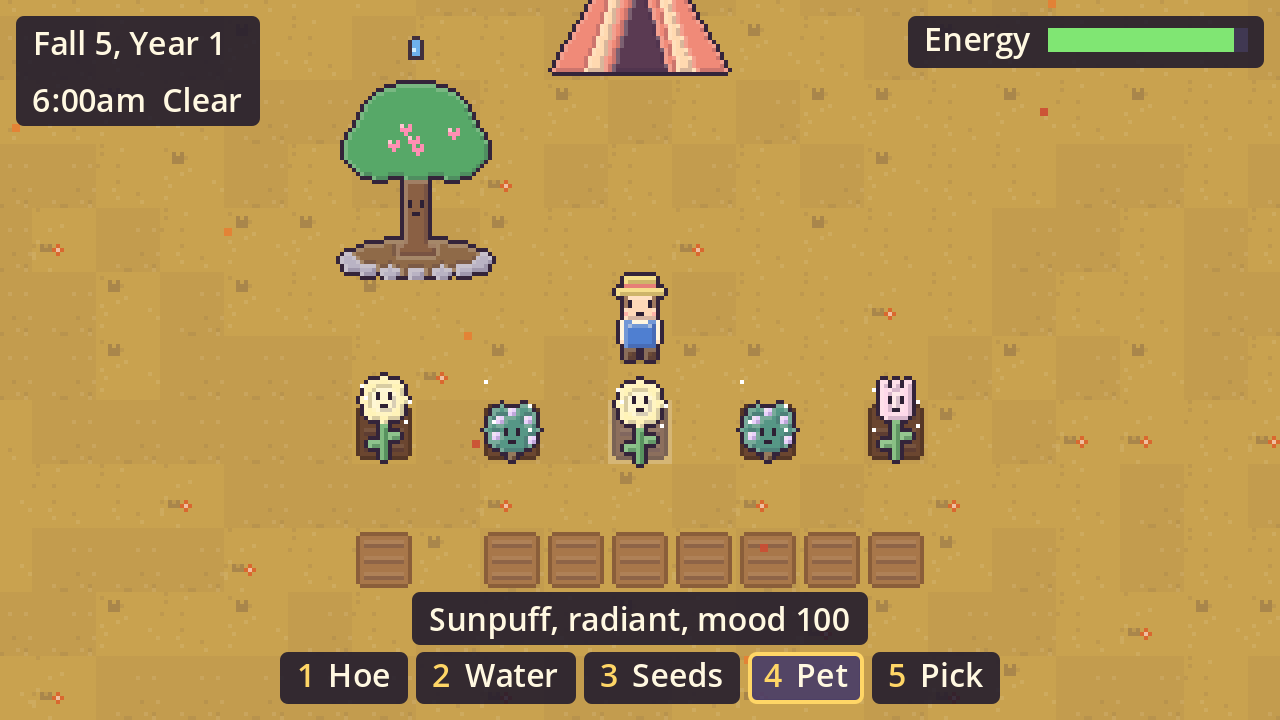 Fall 5, Year 1
6:00am Clear
Energy
Sunpuff, radiant, mood 100
1 Hoe
2 Water
3 Seeds
4 Pet
5 Pick